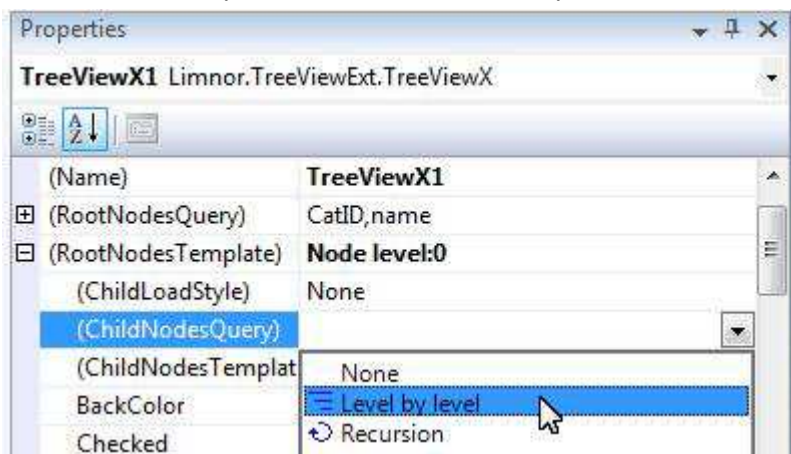 Properties
TreeViewX1 Limnor.TreeViewExt.TreeViewX
A
Z
(Name) TreeViewX1
(RootNodesQuery) CatID,name
(RootNodesTemplate) Node level:0
(ChildLoadStyle) None
(ChildNodesQuery)
(ChildNodesTemplat None
BackColor Level by level
Checked Recursion